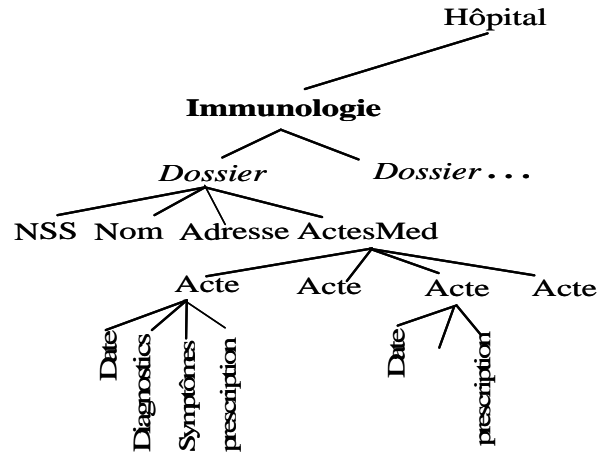 Hôpital
Immunologie
Dossier Dossier ...
NSS Nom Adresse ActesMed
Acte Acte Acte Acte
Date Diagnostics Symptômes prescription Date prescription